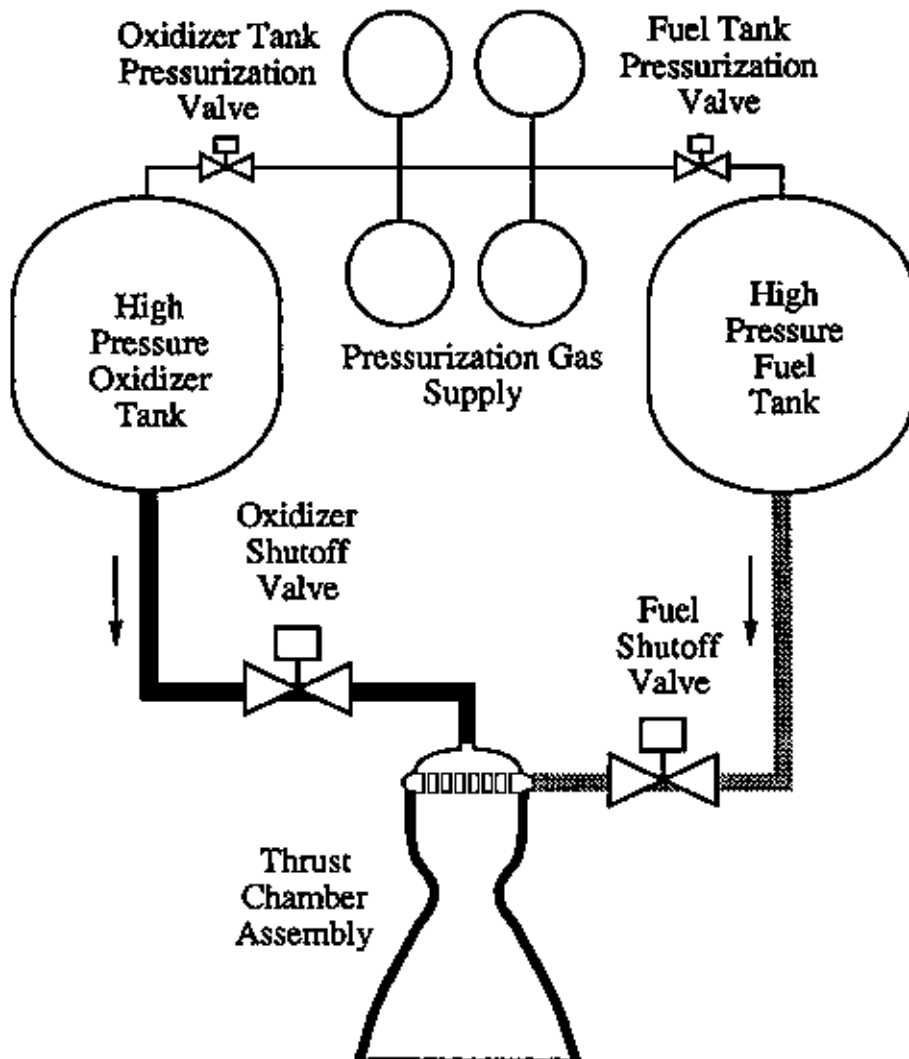 Oxidizer Tank
Pressurization
Valve
Fuel Tank
Pressurization
Valve
High
Pressure
Oxidizer
Tank
Pressurization Gas
Supply
High
Pressure
Fuel
Tank
Oxidizer
Shutoff
Valve
Fuel
Shutoff
Valve
Thrust
Chamber
Assembly